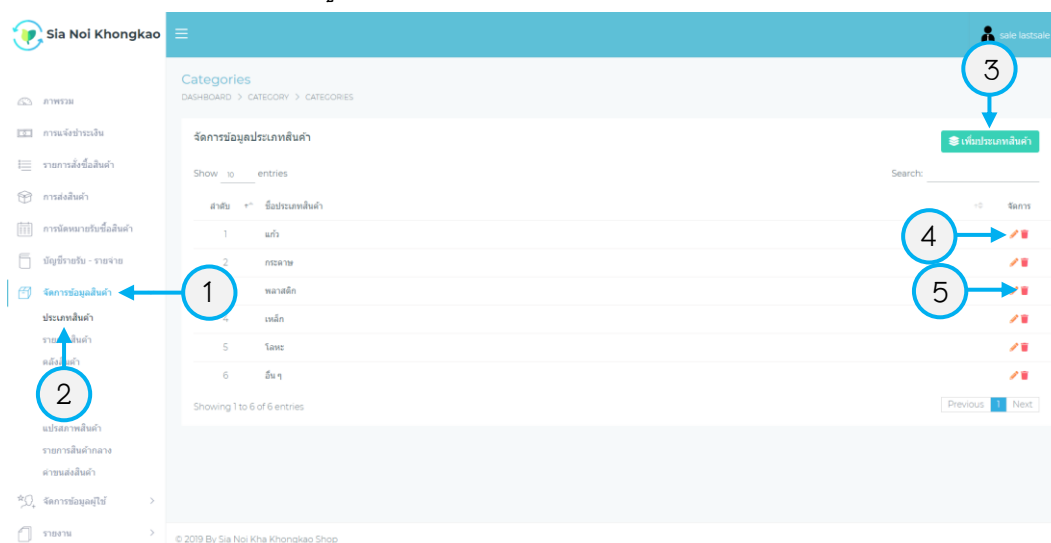 Sia Noi Khongkao
sale lastsale
3
Categories
DASHBOARD > CATEGORY > CATEGORIES
ภาพรวม
การแจ้งชำระเงิน
รายการสั่งซื้อสินค้า
การส่งสินค้า
การนัดหมายรับซื้อสินค้า
บัญชีรายรับ - รายจ่าย
จัดการข้อมูลสินค้า
1
ประเภทสินค้า
สินค้า
2
แปรสภาพสินค้า
รายการสินค้ากลาง
ค่าขนส่งสินค้า
จัดการข้อมูลผู้ใช้
รายงาน
จัดการข้อมูลประเภทสินค้า
เพิ่มประเภทสินค้า
Show 10 entries
Search:
ลำดับ ชื่อประเภทสินค้า จัดการ
1 แก้ว
4
2 กระดาษ
พลาสติก
5
4 เหล็ก
5 โลหะ
6 อื่น ๆ
Showing 1 to 6 of 6 entries
Previous 1 Next
© 2019 By Sia Noi Kha Khongkao Shop